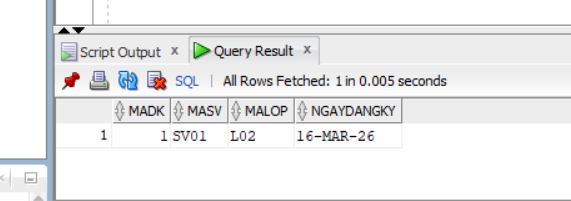 Script Output x Query Result x
SQL | All Rows Fetched: 1 in 0.005 seconds
MADK MASV MALOP NGAYDANGKY
1 1 SV01 L02 16-MAR-26